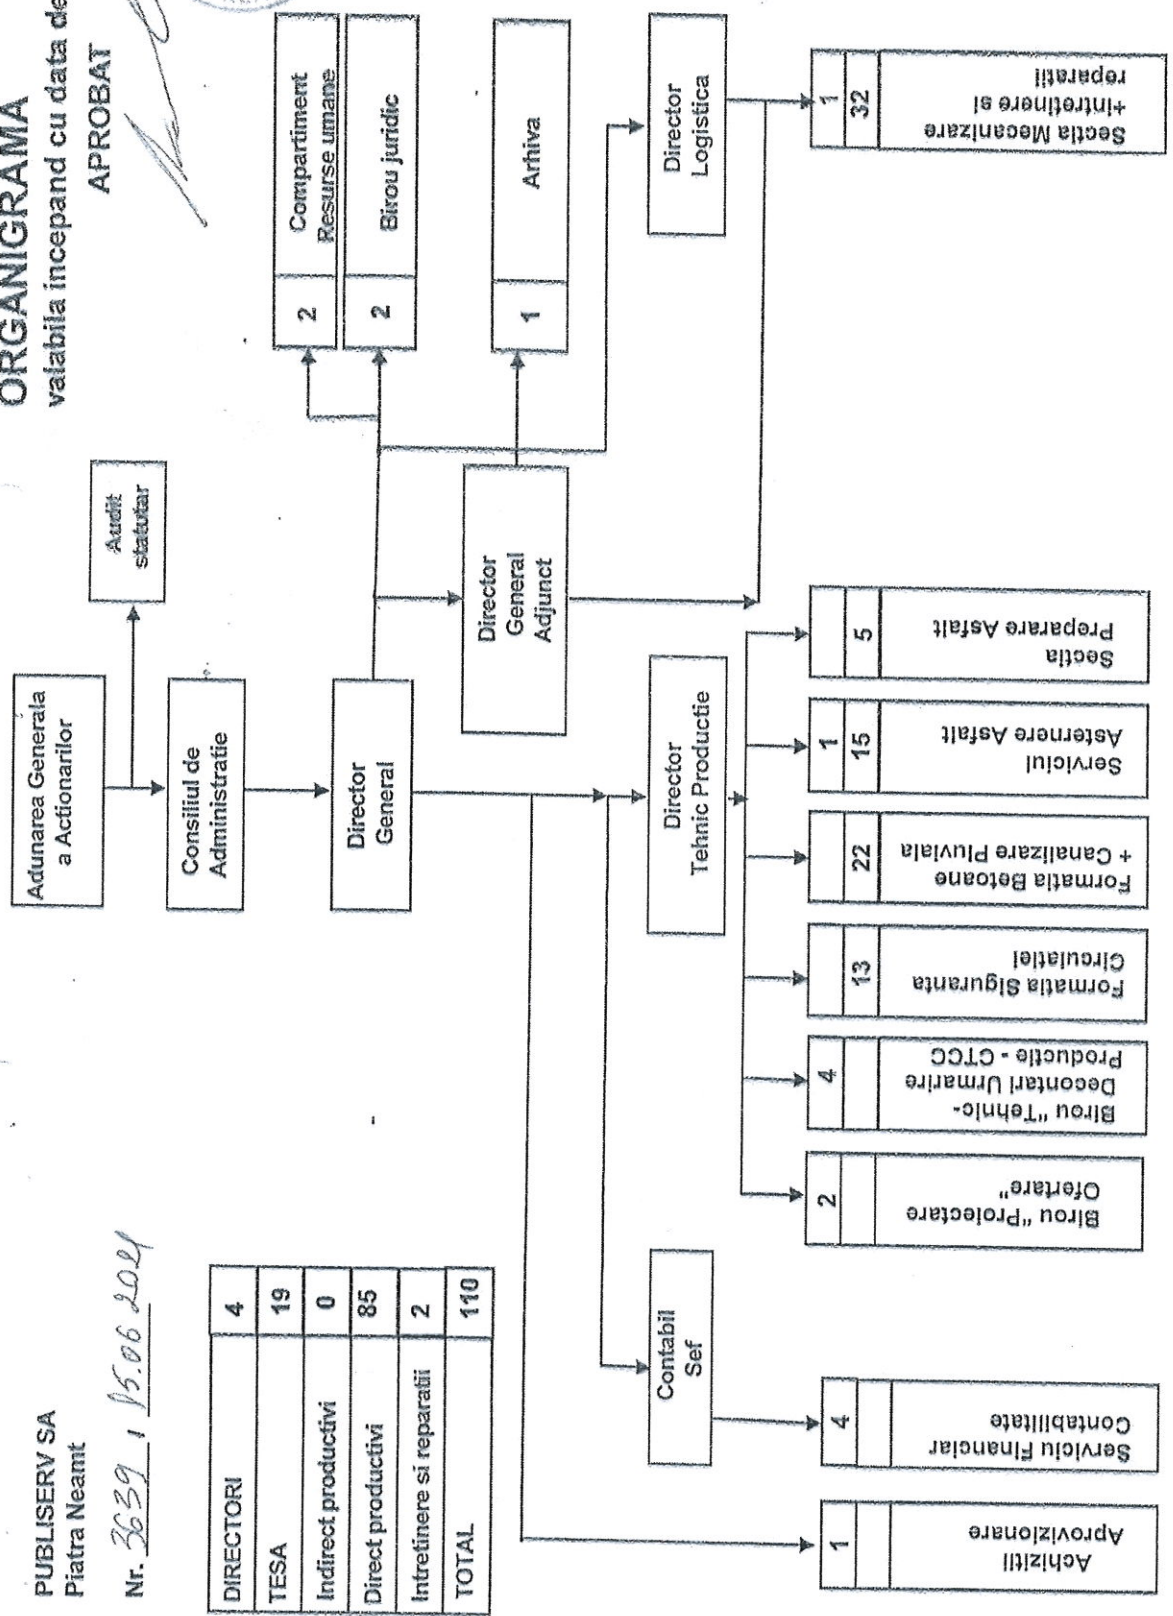 PUBLISERV SA
Piatra Neamt
Nr. 3639 / 15.06 2021
ORGANIGRAMA
valabila incepand cu data de
APROBAT
DIRECTORI 4
TESA 19
Indirect productivi 0
Direct productivi 85
Intretinere si reparatii 2
TOTAL 110
Adunarea Generala
a Actionarilor
Audit
statutar
Consiliul de
Administratie
Director
General
2 Compartiment
Resurse umane
2 Birou juridic
Director
General
Adjunct
1 Arhiva
Contabil
Sef
Director
Tehnic Productie
Director
Logistica
1
Achizitii
Aprovizionare
4
Serviciu Financiar
Contabilitate
2
Birou "Proiectare
Ofertare"
4
Birou "Tehnic-
Decontari Urmarire
Productie - CTCC
13
Formatia Siguranta
Circulatiei
22
Formatia Betoane
+ Canalizare Pluviala
1
15
Serviciul
Asternere Asfalt
5
Sectia
Preparare Asfalt
1
32
Sectia Mecanizare
+intretinere si
reparatii